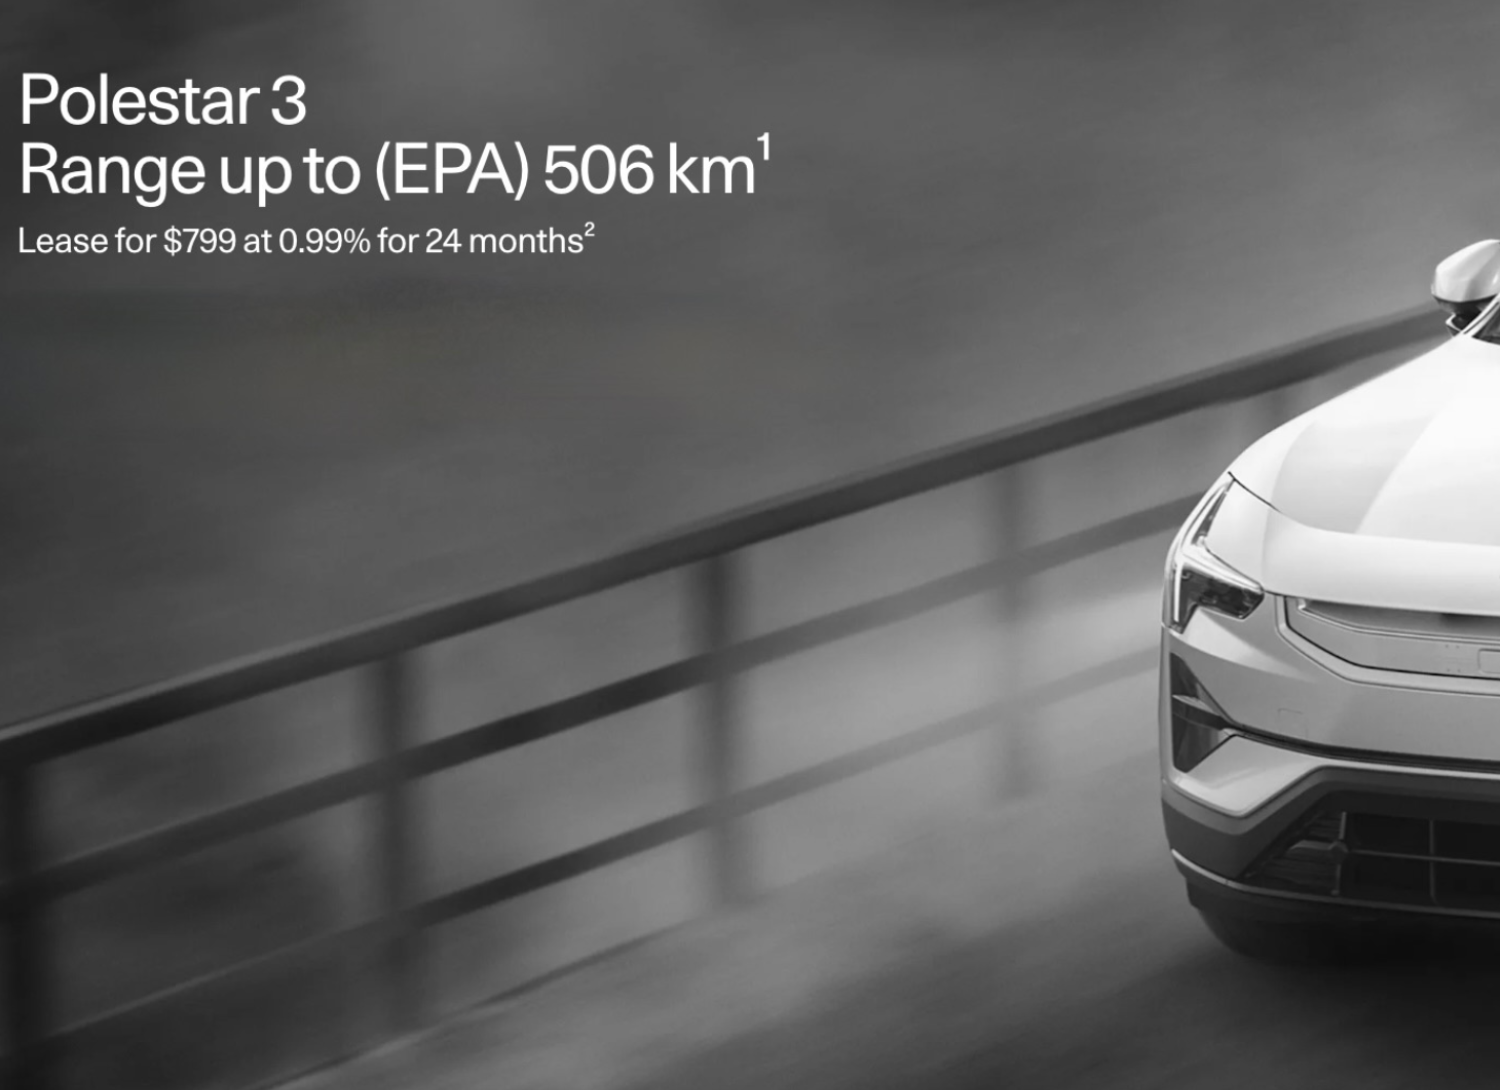 Polestar 3
Range up to (EPA) 506 km¹
Lease for $799 at 0.99% for 24 months²